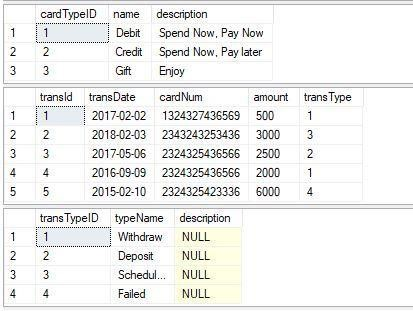 cardTypeID name description
1 1 Debit Spend Now, Pay Now
2 2 Credit Spend Now, Pay later
3 3 Gift Enjoy
transId transDate cardNum amount transType
1 1 2017-02-02 1324327436569 500 1
2 2 2018-02-03 2343243253436 3000 3
3 3 2017-05-06 2324325436566 2500 2
4 4 2016-09-09 2324325436566 2000 1
5 5 2015-02-10 2324325423336 6000 4
transTypeID typeName description
1 1 Withdraw NULL
2 2 Deposit NULL
3 3 Schedul... NULL
4 4 Failed NULL